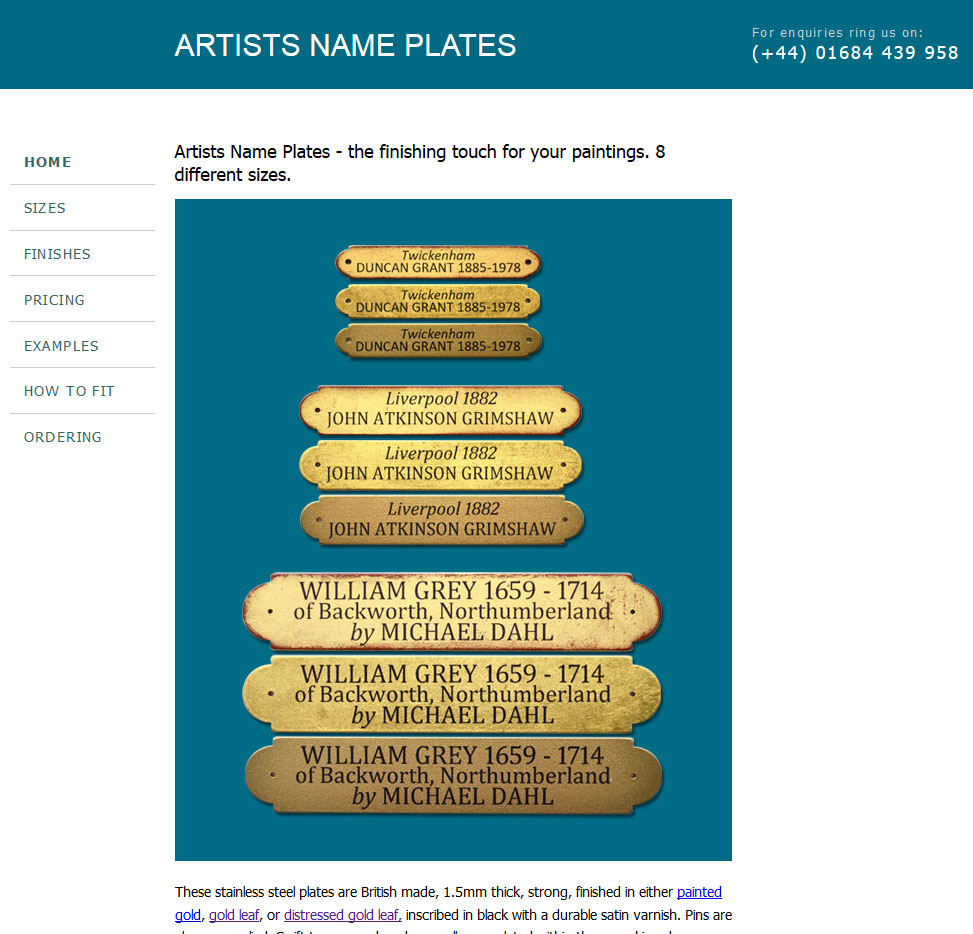 ARTISTS NAME PLATES
For enquiries ring us on:
(+44) 01684 439 958
HOME
SIZES
FINISHES
PRICING
EXAMPLES
HOW TO FIT
ORDERING
Artists Name Plates - the finishing touch for your paintings. 8
different sizes.
Twickenham
DUNCAN GRANT 1885-1978
Twickenham
DUNCAN GRANT 1885-1978
Twickenham
DUNCAN GRANT 1885-1978
Liverpool 1882
JOHN ATKINSON GRIMSHAW
Liverpool 1882
JOHN ATKINSON GRIMSHAW
Liverpool 1882
JOHN ATKINSON GRIMSHAW
WILLIAM GREY 1659 - 1714
of Backworth, Northumberland
by MICHAEL DAHL
WILLIAM GREY 1659 - 1714
of Backworth, Northumberland
by MICHAEL DAHL
WILLIAM GREY 1659 - 1714
of Backworth, Northumberland
by MICHAEL DAHL
These stainless steel plates are British made, 1.5mm thick, strong, finished in either painted
gold, gold leaf, or distressed gold leaf, inscribed in black with a durable satin varnish. Pins are